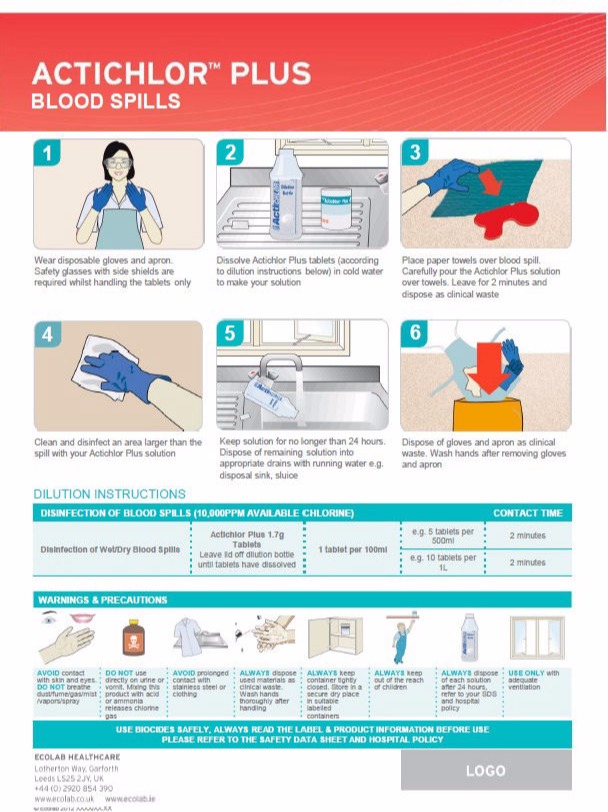 ACTICHLOR™ PLUS
BLOOD SPILLS
1
Wear disposable gloves and apron.
Safety glasses with side shields are
required whilst handling the tablets only
2
Dissolve Actichlor Plus tablets (according
to dilution instructions below) in cold water
to make your solution
3
Place paper towels over blood spill.
Carefully pour the Actichlor Plus solution
over towels. Leave for 2 minutes and
dispose as clinical waste
4
Clean and disinfect an area larger than the
spill with your Actichlor Plus solution
5
Keep solution for no longer than 24 hours.
Dispose of remaining solution into
appropriate drains with running water e.g.
disposal sink, sluice
6
Dispose of gloves and apron as clinical
waste. Wash hands after removing gloves
and apron
DILUTION INSTRUCTIONS
DISINFECTION OF BLOOD SPILLS (10,000PPM AVAILABLE CHLORINE)
CONTACT TIME
Disinfection of Wet/Dry Blood Spills
Actichlor Plus 1.7g
Tablets
Leave lid off dilution bottle
until tablets have dissolved
1 tablet per 100ml
e.g. 5 tablets per
500ml
2 minutes
e.g. 10 tablets per
1L
2 minutes
WARNINGS & PRECAUTIONS
AVOID contact
with skin and eyes.
DO NOT breathe
dust/fume/gas/mist
/vapors/spray
DO NOT use
directly on urine or
vomit. Mixing this
product with acid
or ammonia
releases chlorine
gas
AVOID prolonged
contact with
stainless steel or
clothing
ALWAYS dispose
used materials as
clinical waste.
Wash hands
thoroughly after
handling
ALWAYS keep
container tightly
closed. Store in a
secure dry place
in suitable
labelled
containers
ALWAYS keep
out of the reach
of children
ALWAYS dispose
of each solution
after 24 hours,
refer to your SDS
and hospital
policy
USE ONLY with
adequate
ventilation
USE BIOCIDES SAFELY, ALWAYS READ THE LABEL & PRODUCT INFORMATION BEFORE USE
PLEASE REFER TO THE SAFETY DATA SHEET AND HOSPITAL POLICY
ECOLAB HEALTHCARE
Lotherton Way, Garforth
Leeds LS25 2JY, UK
+44 (0) 2920 854 390
www.ecolab.co.uk www.ecolab.ie
LOGO